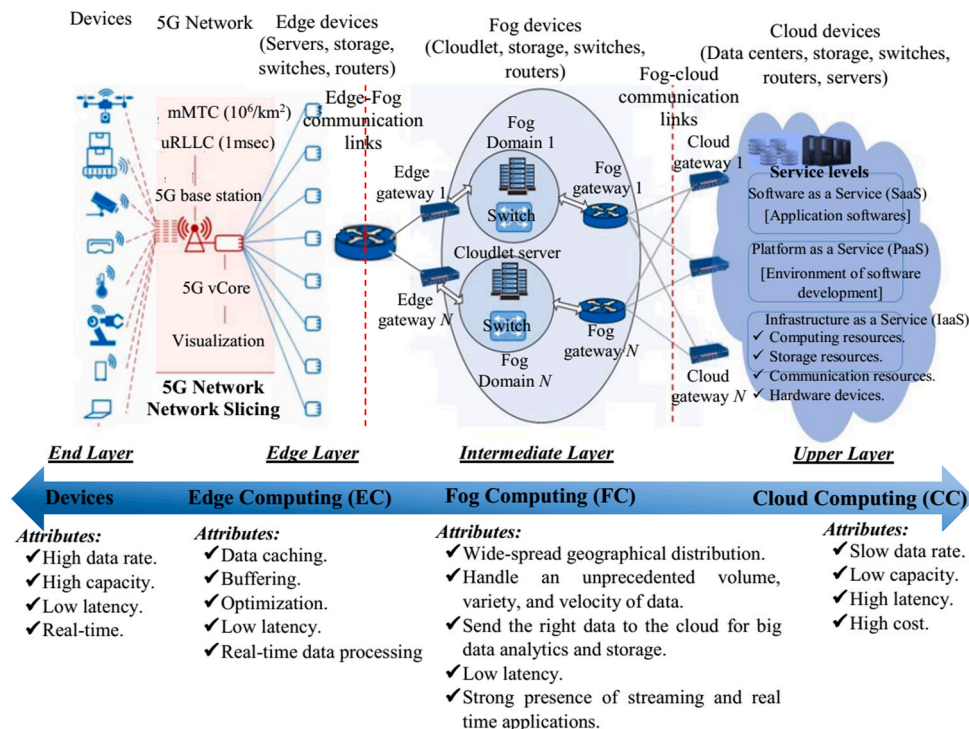 Devices
5G Network
Edge devices
(Servers, storage,
switches, routers)
Fog devices
(Cloudlet, storage, switches,
routers)
Cloud devices
(Data centers, storage, switches,
routers, servers)
Edge-Fog
communication
links
Fog-cloud
communication
links
mMTC (10⁶/km²)
uRLLC (1msec)
5G base station
5G vCore
Visualization
5G Network
Network Slicing
Edge
gateway 1
Edge
gateway N
Fog
Domain 1
Switch
Cloudlet server
Switch
Fog
Domain N
Fog
gateway 1
Fog
gateway N
Cloud
gateway 1
Cloud
gateway N
Service levels
Software as a Service (SaaS)
[Application softwares]
Platform as a Service (PaaS)
[Environment of software
development]
Infrastructure as a Service (IaaS)
✓ Computing resources.
✓ Storage resources.
✓ Communication resources.
✓ Hardware devices.
End Layer
Edge Layer
Intermediate Layer
Upper Layer
Devices
Edge Computing (EC)
Fog Computing (FC)
Cloud Computing (CC)
Attributes:
✓High data rate.
✓High capacity.
✓Low latency.
✓Real-time.
Attributes:
✓Data caching.
✓Buffering.
✓Optimization.
✓Low latency.
✓Real-time data processing
Attributes:
✓Wide-spread geographical distribution.
✓Handle an unprecedented volume,
variety, and velocity of data.
✓Send the right data to the cloud for big
data analytics and storage.
✓Low latency.
✓Strong presence of streaming and real
time applications.
Attributes:
✓Slow data rate.
✓Low capacity.
✓High latency.
✓High cost.